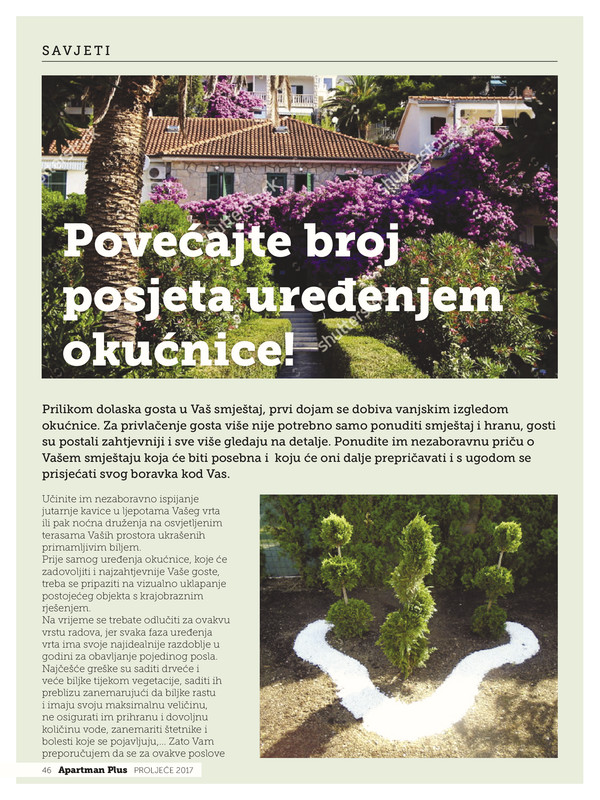 SAVJETI
Povećajte broj
posjeta uređenjem
okućnice!
Prilikom dolaska gosta u Vaš smještaj, prvi dojam se dobiva vanjskim izgledom
okućnice. Za privlačenje gosta više nije potrebno samo ponuditi smještaj i hranu, gosti
su postali zahtjevniji i sve više gledaju na detalje. Ponudite im nezaboravnu priču o
Vašem smještaju koja će biti posebna i koju će oni dalje prepričavati i s ugodom se
prisjećati svog boravka kod Vas.
Učinite im nezaboravno ispijanje
jutarnje kavice u ljepotama Vašeg vrta
ili pak noćna druženja na osvjetljenim
terasama Vaših prostora ukrašenih
primamljivim biljem.
Prije samog uređenja okućnice, koje će
zadovoljiti i najzahtjevnije Vaše goste,
treba se pripaziti na vizualno uklapanje
postojećeg objekta s krajobraznim
rješenjem.
Na vrijeme se trebate odlučiti za ovakvu
vrstu radova, jer svaka faza uređenja
vrta ima svoje najidealnije razdoblje u
godini za obavljanje pojedinog posla.
Najčešće greške su saditi drveće i
veće biljke tijekom vegetacije, saditi ih
preblizu zanemarujući da biljke rastu
i imaju svoju maksimalnu veličinu,
ne osigurati im prihranu i dovoljnu
količinu vode, zanemariti štetnike i
bolesti koje se pojavljuju,... Zato Vam
preporučujem da se za ovakve poslove
46 Apartman Plus PROLJEĆE 2017
shutterstock
shutterstock
shutterstock